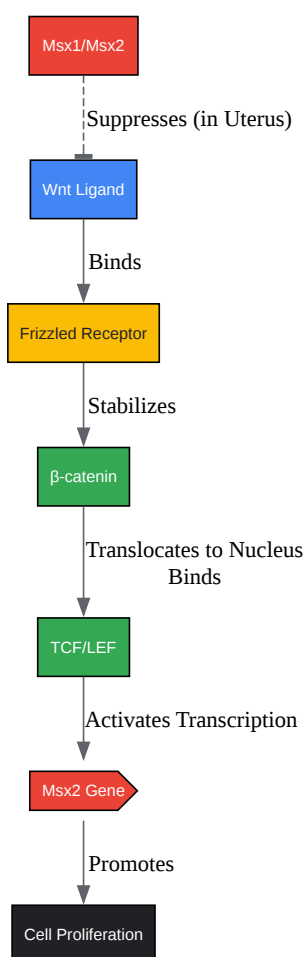 Msx1/Msx2
Suppresses (in Uterus)
Wnt Ligand
Binds
Frizzled Receptor
Stabilizes
β-catenin
Translocates to Nucleus
Binds
TCF/LEF
Activates Transcription
Msx2 Gene
Promotes
Cell Proliferation